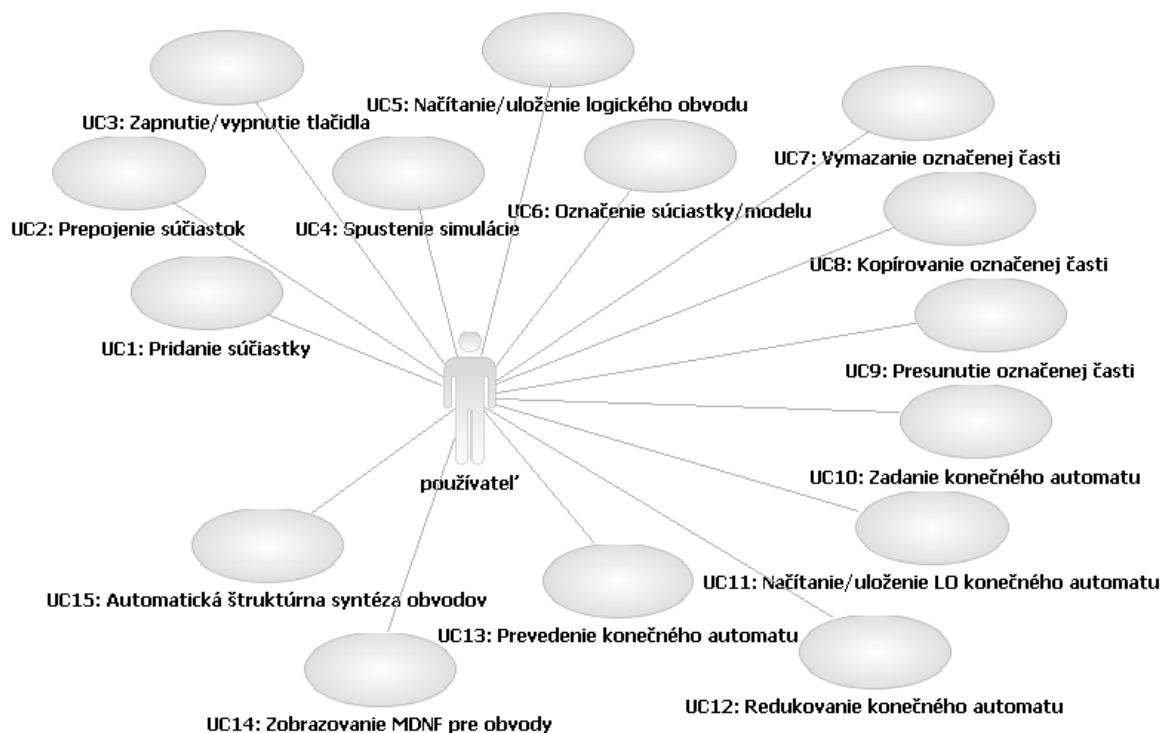 UC5: Načítanie/uloženie logického obvodu
UC3: Zapnutie/vypnutie tlačidla
UC7: Vymazanie označenej časti
UC6: Označenie súciastky/modelu
UC2: Prepojenie súčiastok
UC4: Spustenie simulácie
UC8: Kopírovanie označenej časti
UC1: Pridanie súčiastky
UC9: Presunutie označenej časti
UC10: Zadanie konečného automatu
používateľ
UC11: Načítanie/uloženie LO konečného automatu
UC15: Automatická štruktúrna syntéza obvodov
UC13: Prevedenie konečného automatu
UC12: Redukovanie konečného automatu
UC14: Zobrazovanie MDNF pre obvody